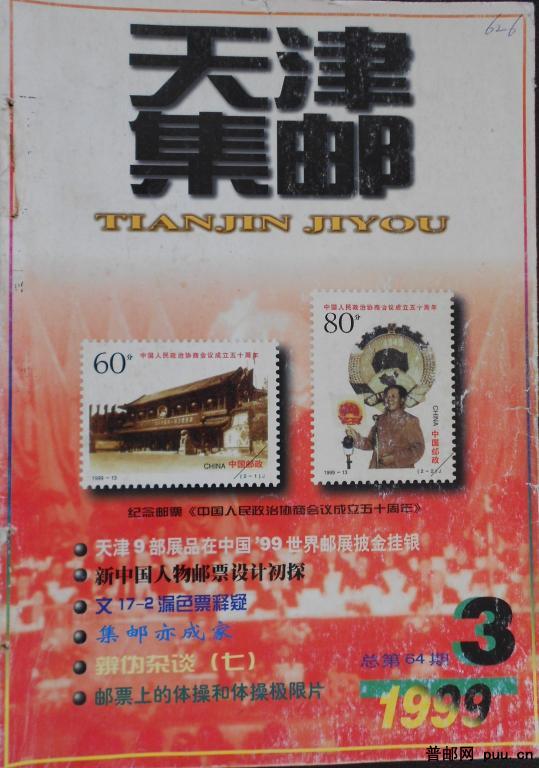 62-6
天津
集邮
TIANJIN JIYOU
80分
中国人民政治协商会议成立五十周年
CHINA 中国邮政
1999-13
(2-2)J
60分
中国人民政治协商会议成立五十周年
CHINA 中国邮政
1999-13
(2-1)J
纪念邮票《中国人民政治协商会议成立五十周年》
天津9部展品在中国'99世界邮展披金挂银
新中国人物邮票设计初探
文17-2漏色票释疑
集邮亦成家
辨伪杂谈(七)
邮票上的体操和体操极限片
总第64期
3
1999
普邮网 puu.cn